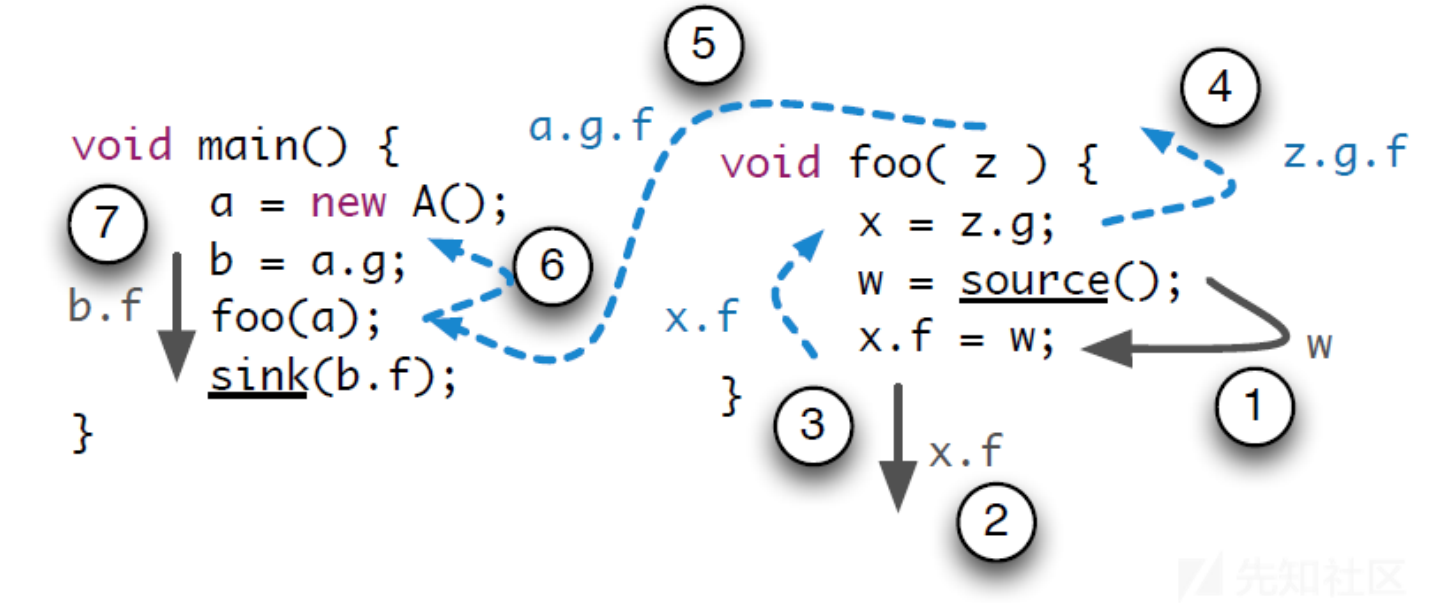 5
4
a.g.f
void main() {
a = new A();
b = a.g;
foo(a);
sink(b.f);
}
7
b.f
6
void foo( z ) {
x = z.g;
w = source();
x.f = w;
}
z.g.f
x.f
w
1
3
x.f
2
先知社区